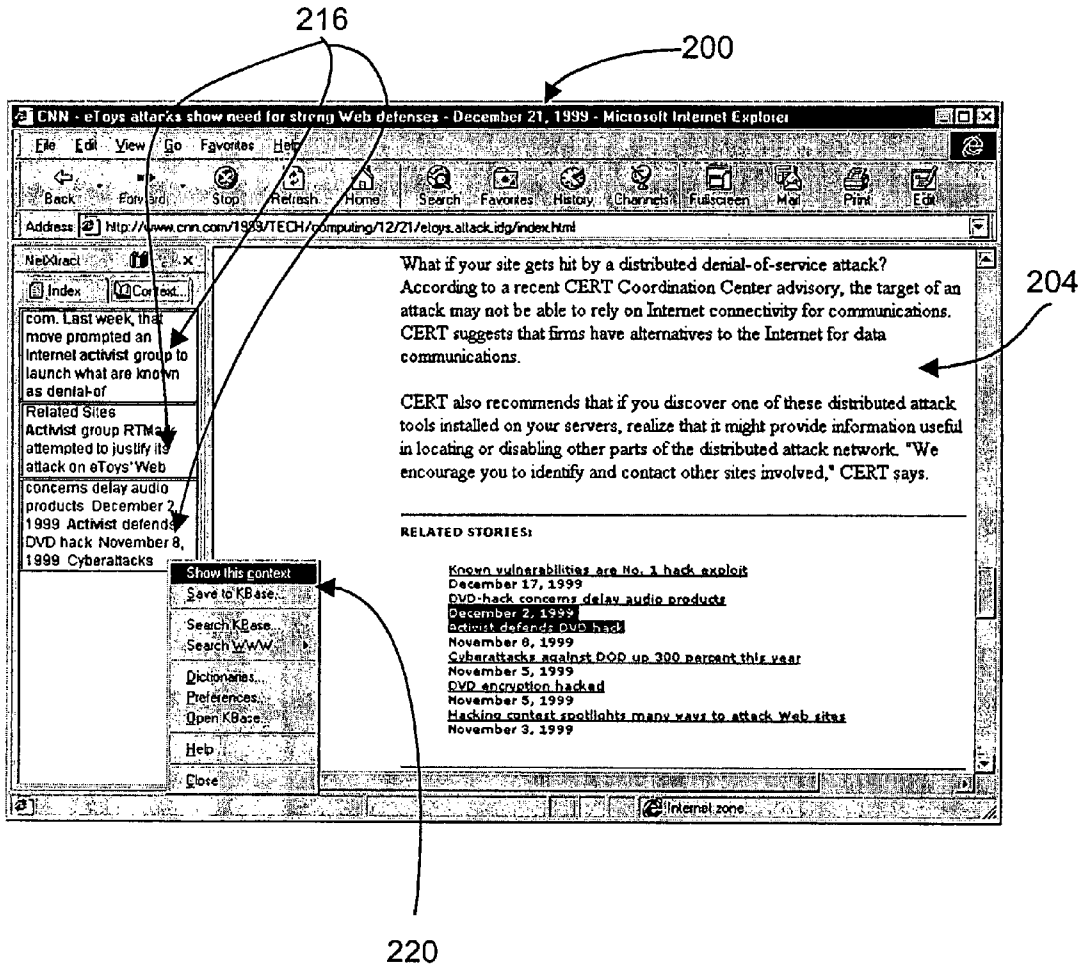 216
200
CNN - eToys attacks show need for strong Web defenses - December 21, 1999 - Microsoft Internet Explorer
File Edit View Go Favorites Help
Back Forward Stop Refresh Home Search Favorites History Channels Fullscreen Mail Print Edit
Address http://www.cnn.com/1999/TECH/computing/12/21/etoys.attack.idg/index.html
NetXtract
Index Context...
com. Last week, that
move prompted an
Internet activist group to
launch what are known
as denial-of
Related Sites
Activist group RTMark
attempted to justify its
attack on eToys' Web
concerns delay audio
products December 2,
1999 Activist defends
DVD hack November 8,
1999 Cyberattacks
What if your site gets hit by a distributed denial-of-service attack?
According to a recent CERT Coordination Center advisory, the target of an
attack may not be able to rely on Internet connectivity for communications.
CERT suggests that firms have alternatives to the Internet for data
communications.
CERT also recommends that if you discover one of these distributed attack
tools installed on your servers, realize that it might provide information useful
in locating or disabling other parts of the distributed attack network. "We
encourage you to identify and contact other sites involved," CERT says.
204
RELATED STORIES:
Known vulnerabilities are No. 1 hack exploit
December 17, 1999
DVD-hack concerns delay audio products
December 2, 1999
Activist defends DVD hack
November 8, 1999
Cyberattacks against DOD up 300 percent this year
November 5, 1999
DVD encryption hacked
November 5, 1999
Hacking contest spotlights many ways to attack Web sites
November 3, 1999
Show this context
Save to KBase...
Search KBase...
Search WWW
Dictionaries...
Preferences...
Open KBase...
Help
Close
Internet zone
220